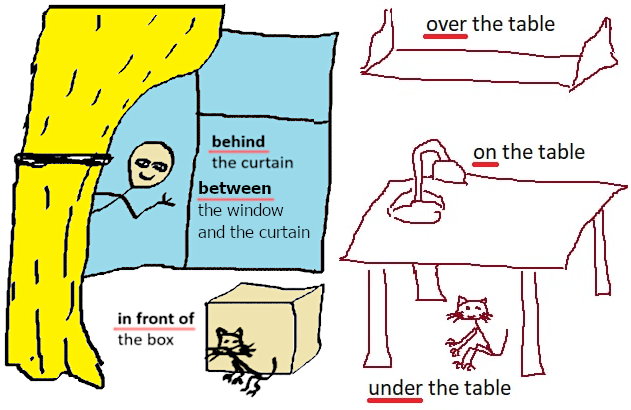 over the table
behind
the curtain
on the table
between
the window
and the curtain
in front of
the box
under the table